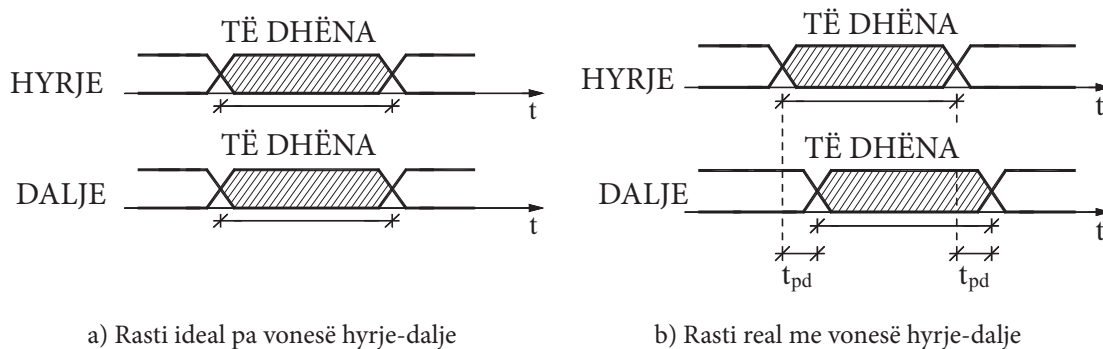 TË DHËNA
HYRJE
t
TË DHËNA
DALJE
t
a) Rasti ideal pa vonesë hyrje-dalje
TË DHËNA
HYRJE
t
TË DHËNA
DALJE
t
tpd
tpd
b) Rasti real me vonesë hyrje-dalje